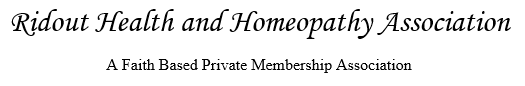 Ridout Health and Homeopathy Association
A Faith Based Private Membership Association